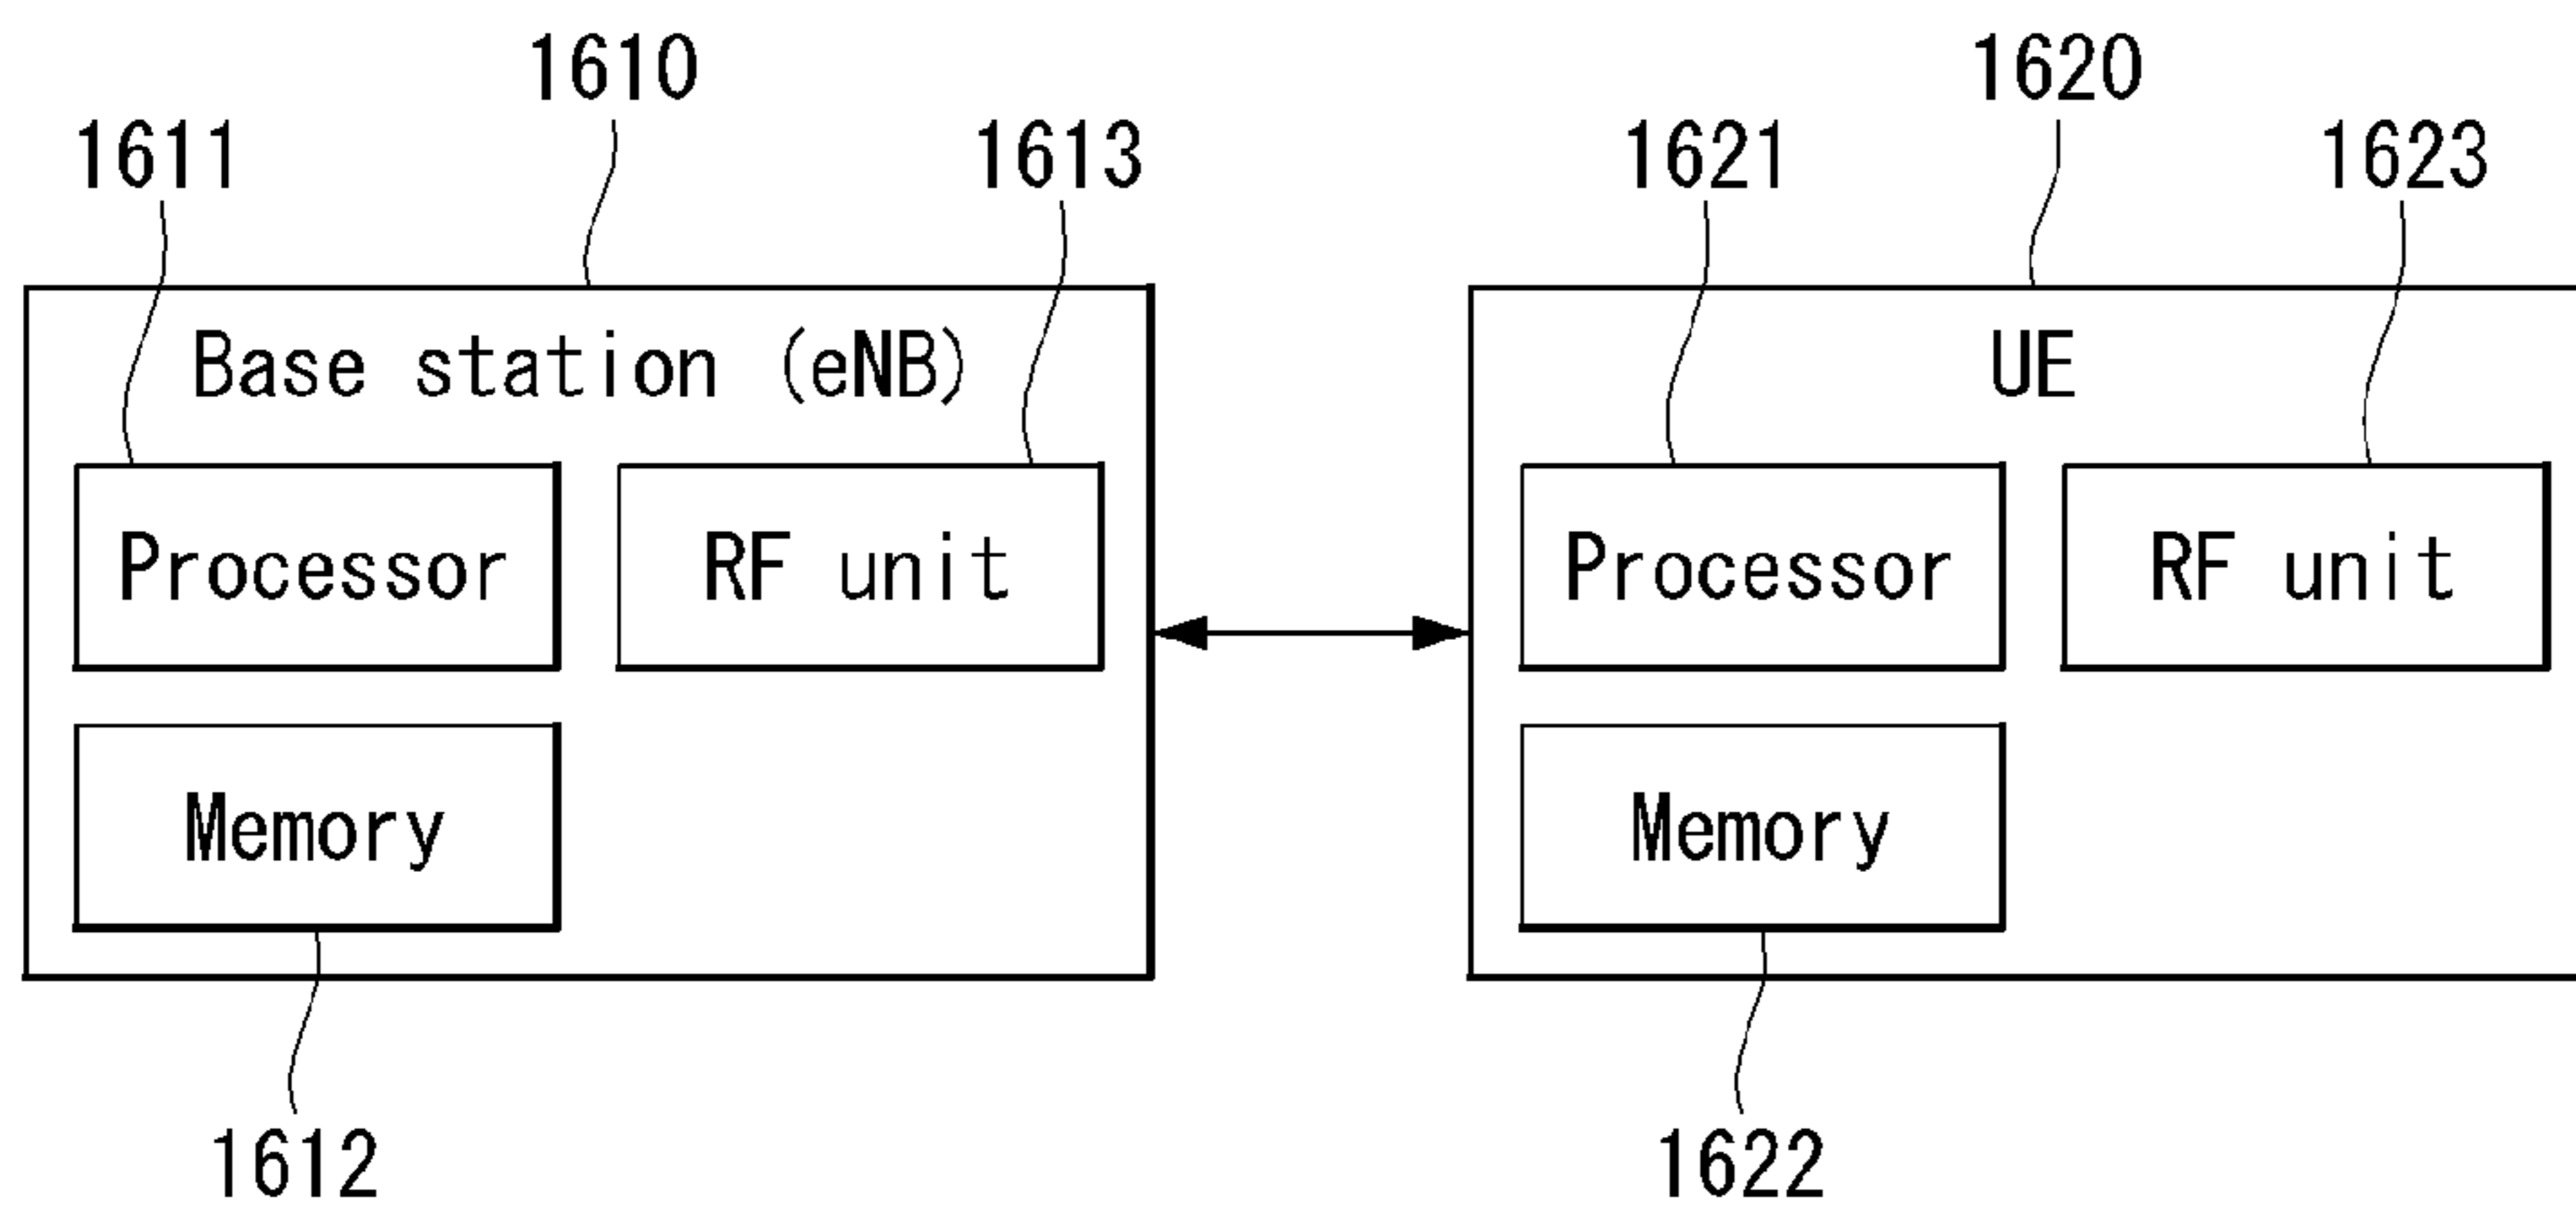 1610
1620
1611
1613
1621
1623
Base station (eNB)
UE
Processor
RF unit
Processor
RF unit
Memory
Memory
1612
1622